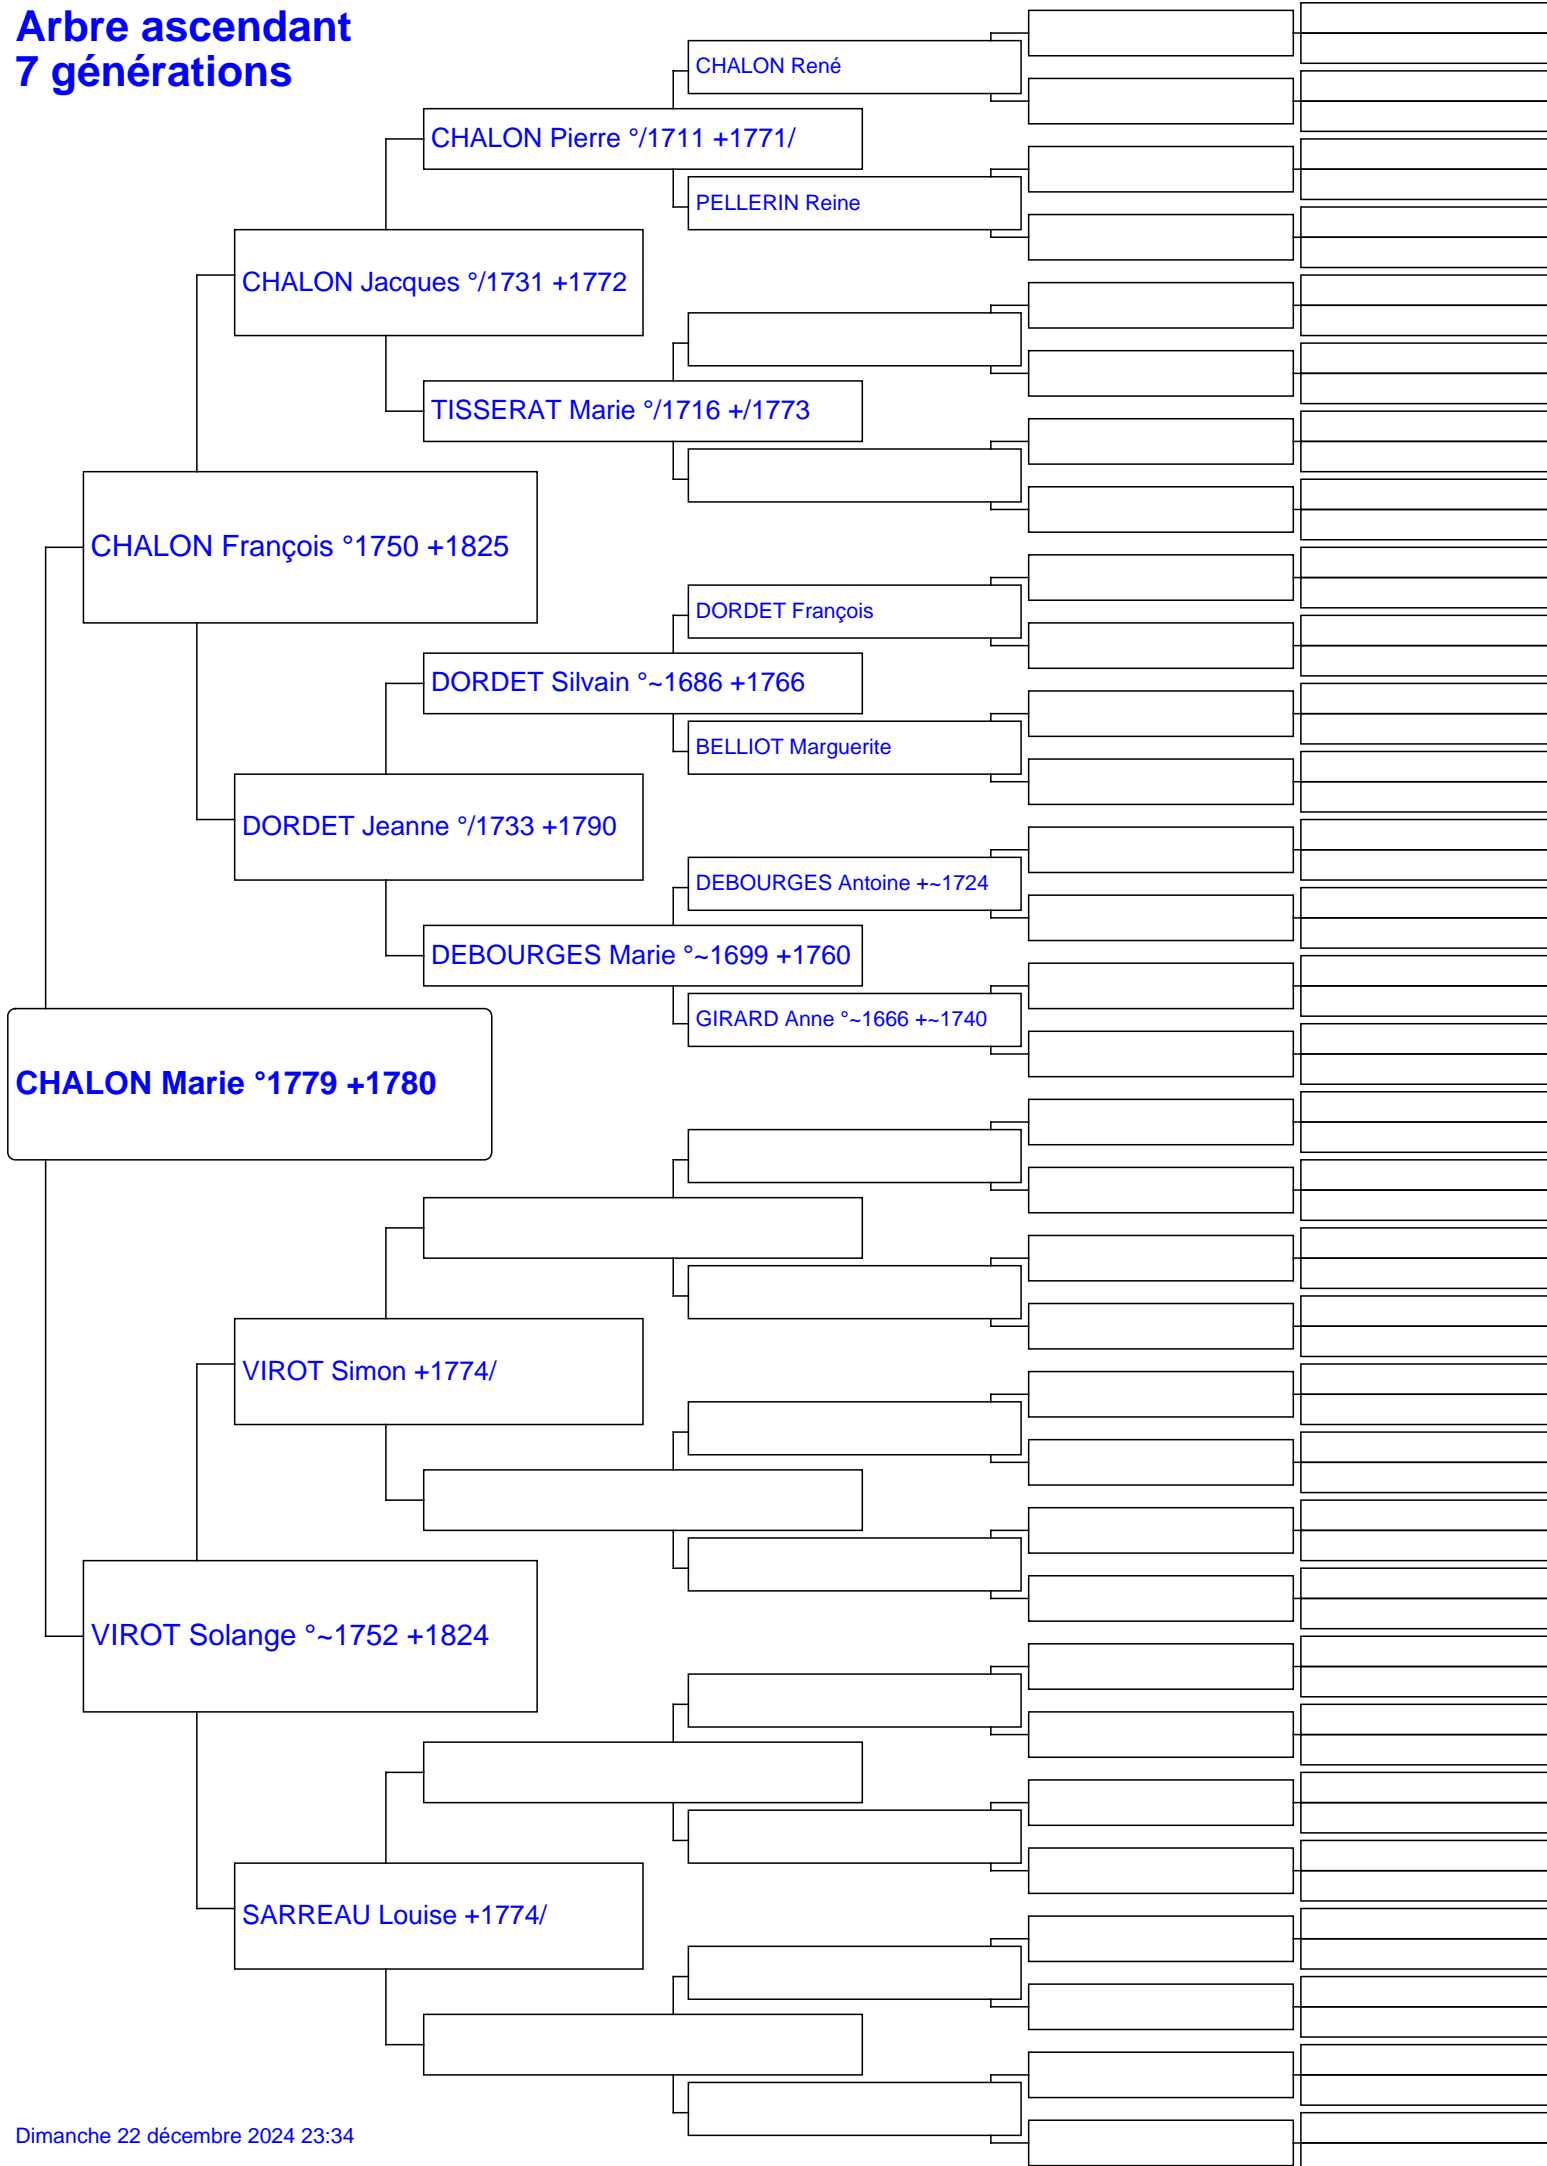 Arbre ascendant
7 générations
CHALON René
CHALON Pierre °/1711 +1771/
PELLERIN Reine
CHALON Jacques °/1731 +1772
TISSERAT Marie °/1716 +/1773
CHALON François °1750 +1825
DORDET François
DORDET Silvain °~1686 +1766
BELLIOT Marguerite
DORDET Jeanne °/1733 +1790
DEBOURGES Antoine +~1724
DEBOURGES Marie °~1699 +1760
GIRARD Anne °~1666 +~1740
CHALON Marie °1779 +1780
VIROT Simon +1774/
VIROT Solange °~1752 +1824
SARREAU Louise +1774/
Dimanche 22 décembre 2024 23:34